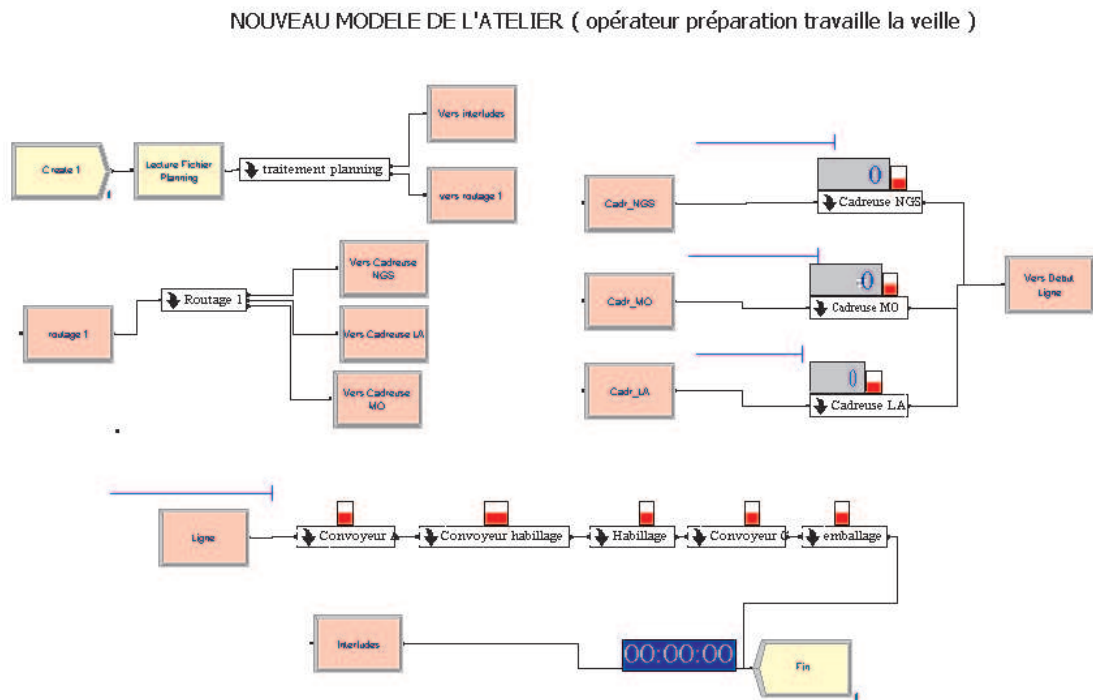 NOUVEAU MODELE DE L'ATELIER ( opérateur préparation travaille la veille )
Vers interludes
Create 1
Lecture Fichier
Planning
traitement planning
vers routage 1
0
Cadr_NGS
Cadreuse NGS
Vers Cadreuse
NGS
Routage 1
routage 1
Vers Cadreuse LA
Vers Cadreuse
MO
0
Cadr_MO
Cadreuse MO
Vers Debut
Ligne
0
Cadr_LA
Cadreuse LA
Ligne
Convoyeur A
Convoyeur habillage
Habillage
Convoyeur C
emballage
Interludes
00:00:00
Fin